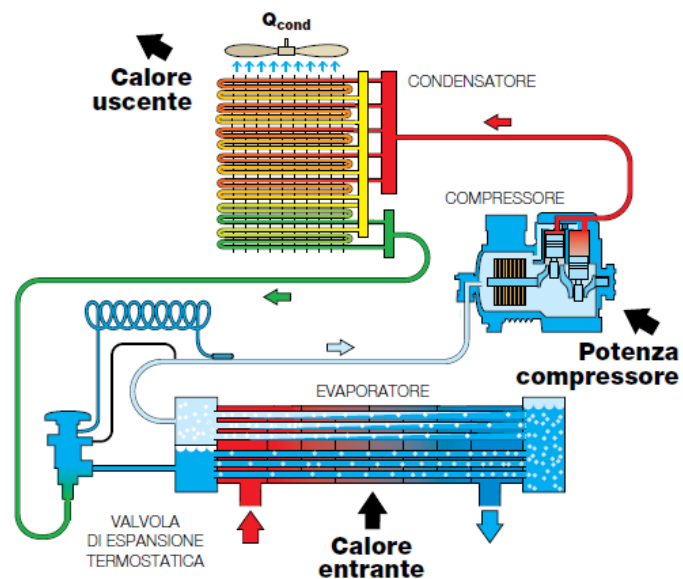 Qcond
Calore
uscente
CONDENSATORE
COMPRESSORE
Potenza
compressore
EVAPORATORE
VALVOLA
DI ESPANSIONE
TERMOSTATICA
Calore
entrante